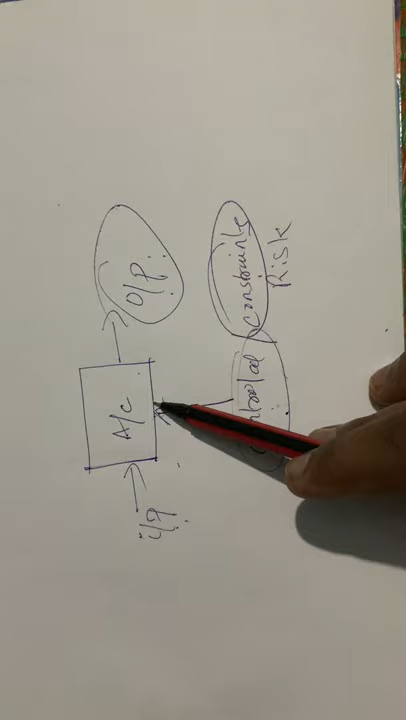 i/p
A/C
O/P.
constraints
Risk